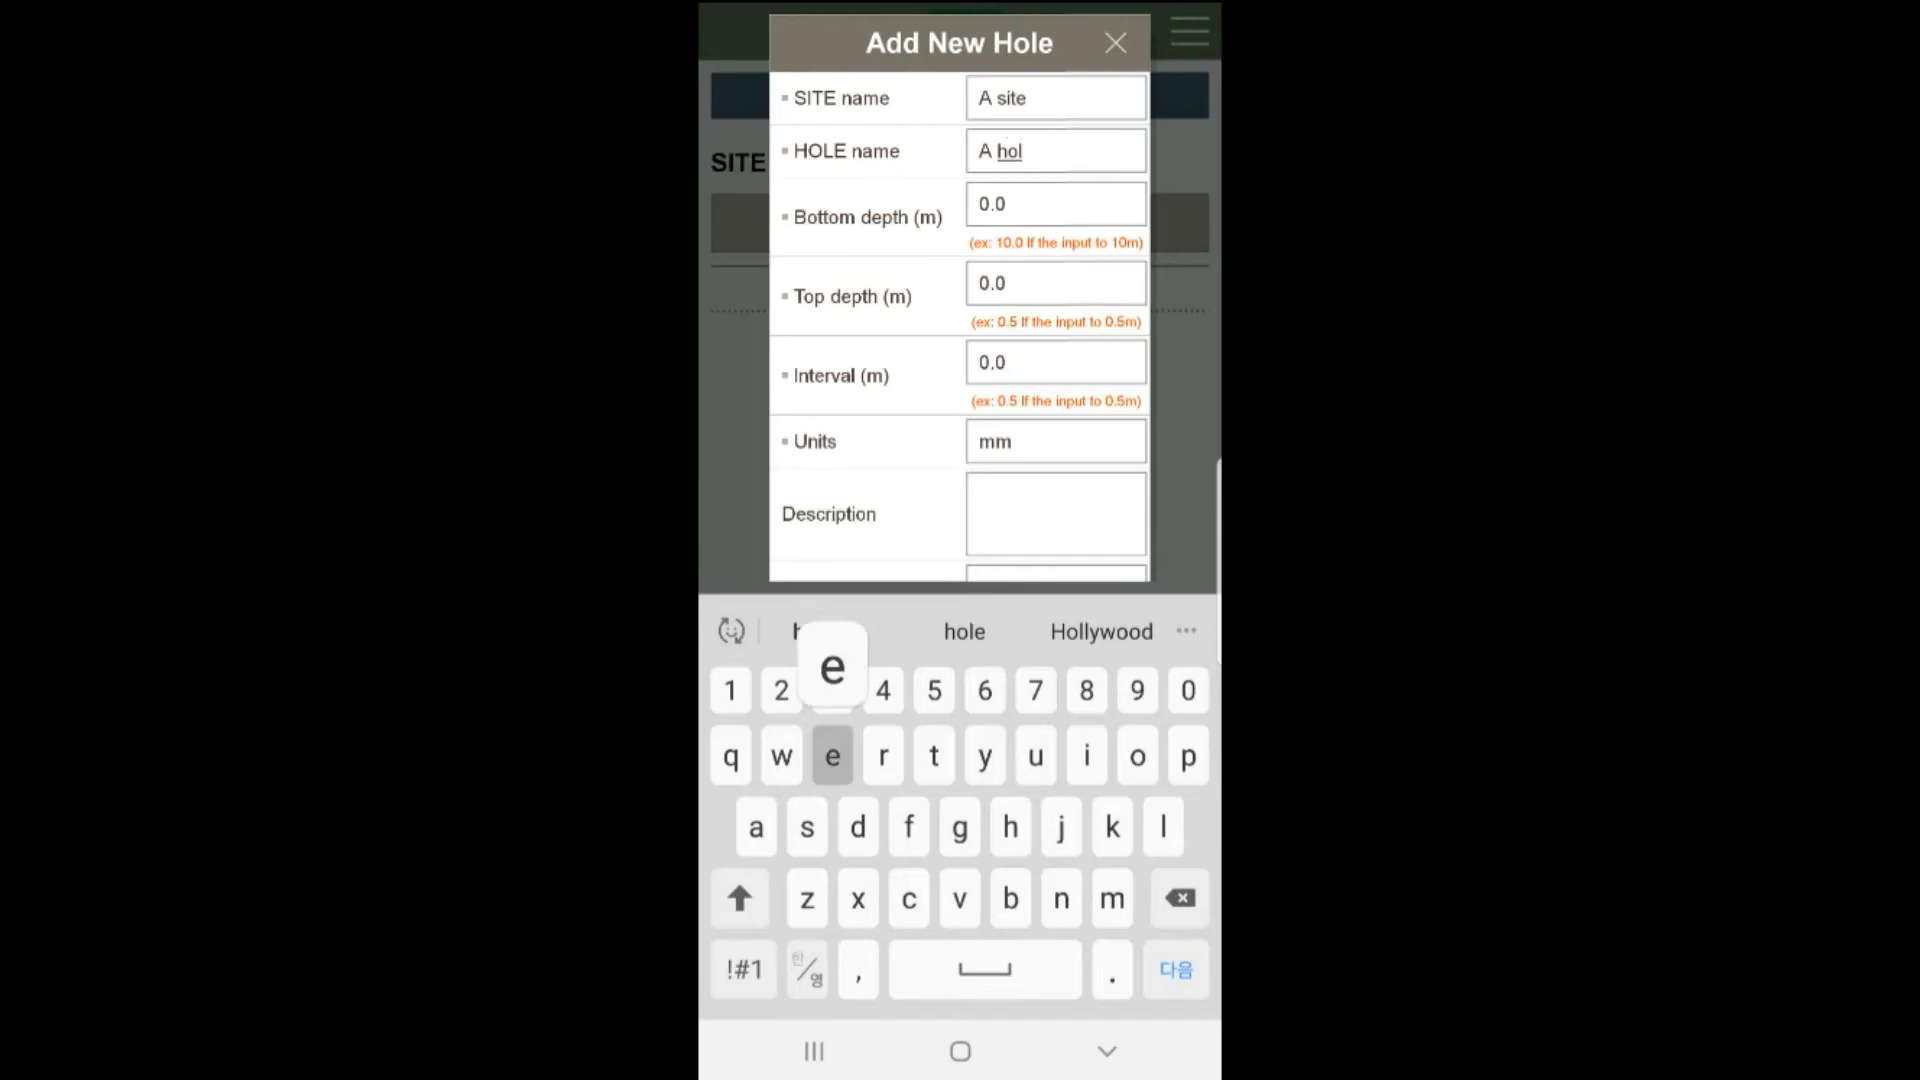 Add New Hole
SITE name
A site
SITE
HOLE name
A hol
Bottom depth (m)
0.0
(ex: 10.0 If the input to 10m)
Top depth (m)
0.0
(ex: 0.5 If the input to 0.5m)
Interval (m)
0.0
(ex: 0.5 If the input to 0.5m)
Units
mm
Description
hole Hollywood ···
e
1 2 4 5 6 7 8 9 0
q w e r t y u i o p
a s d f g h j k l
z x c v b n m
!#1 한/영 , . 다음